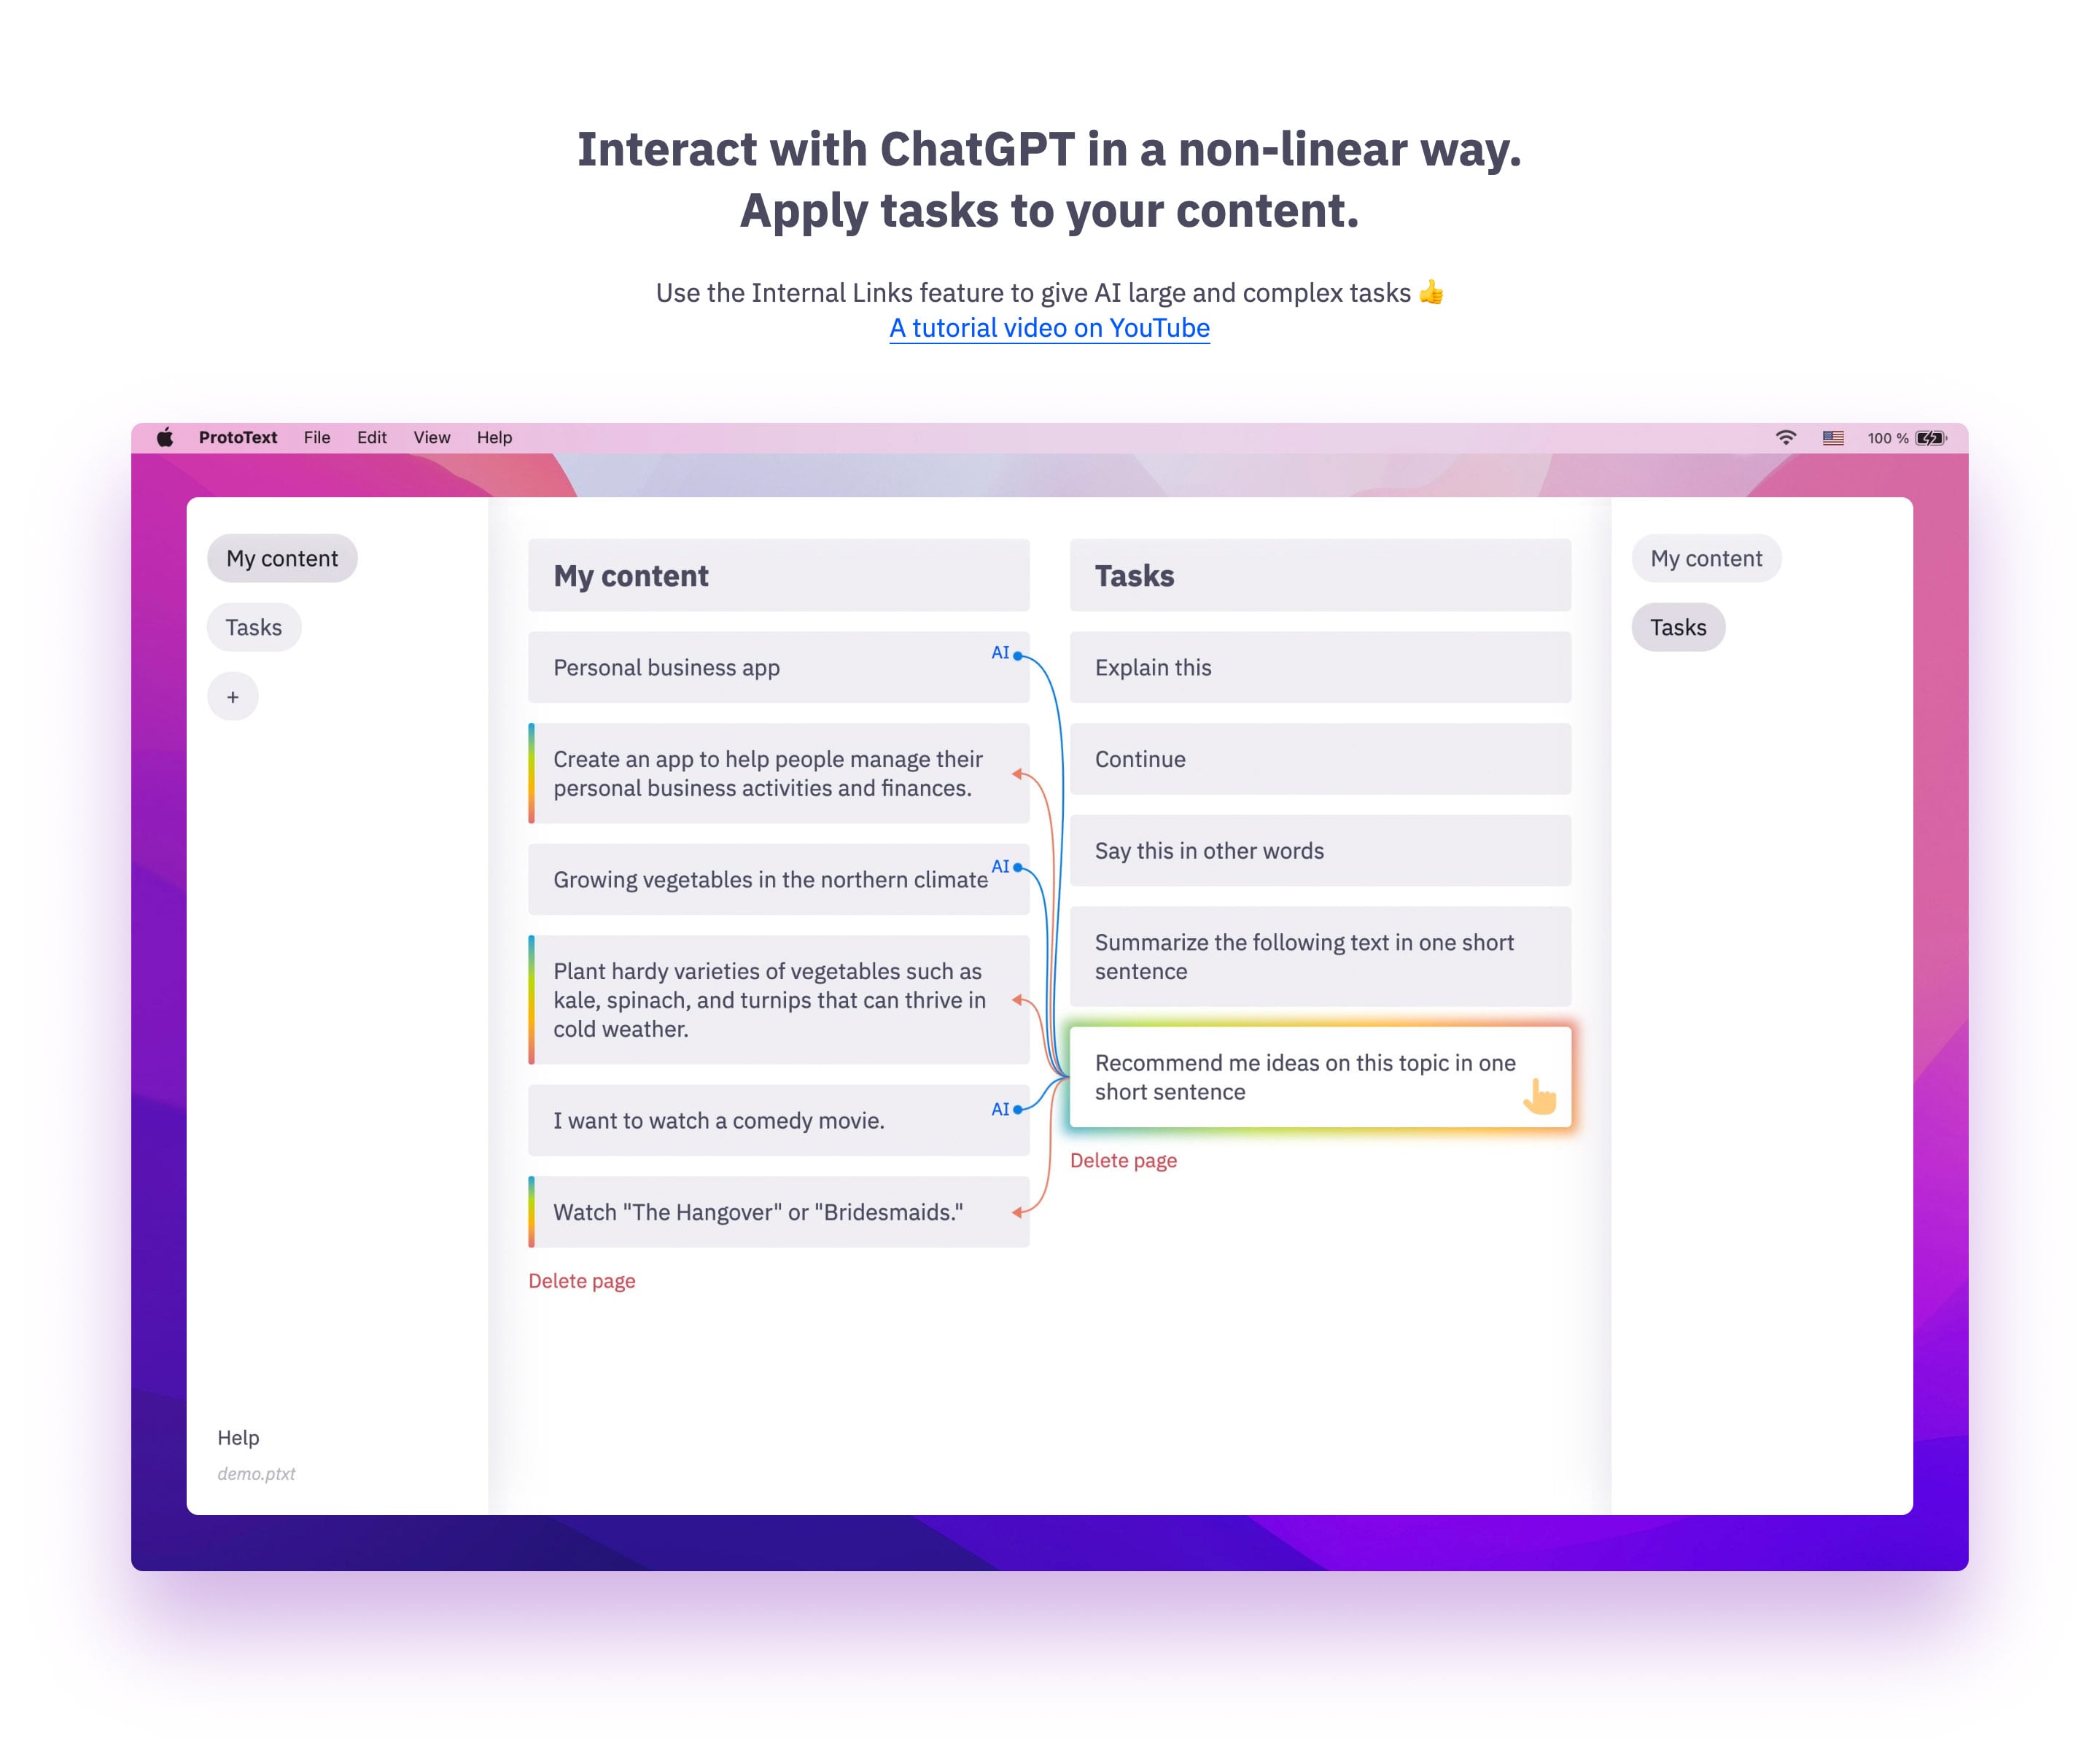 Interact with ChatGPT in a non-linear way.
Apply tasks to your content.
Use the Internal Links feature to give AI large and complex tasks 👍
A tutorial video on YouTube
ProtoText File Edit View Help
100 %
My content
Tasks
+
Help
demo.ptxt
My content
Personal business app
AI
Create an app to help people manage their
personal business activities and finances.
Growing vegetables in the northern climate
AI
Plant hardy varieties of vegetables such as
kale, spinach, and turnips that can thrive in
cold weather.
I want to watch a comedy movie.
AI
Watch "The Hangover" or "Bridesmaids."
Delete page
Tasks
Explain this
Continue
Say this in other words
Summarize the following text in one short
sentence
Recommend me ideas on this topic in one
short sentence
Delete page
My content
Tasks